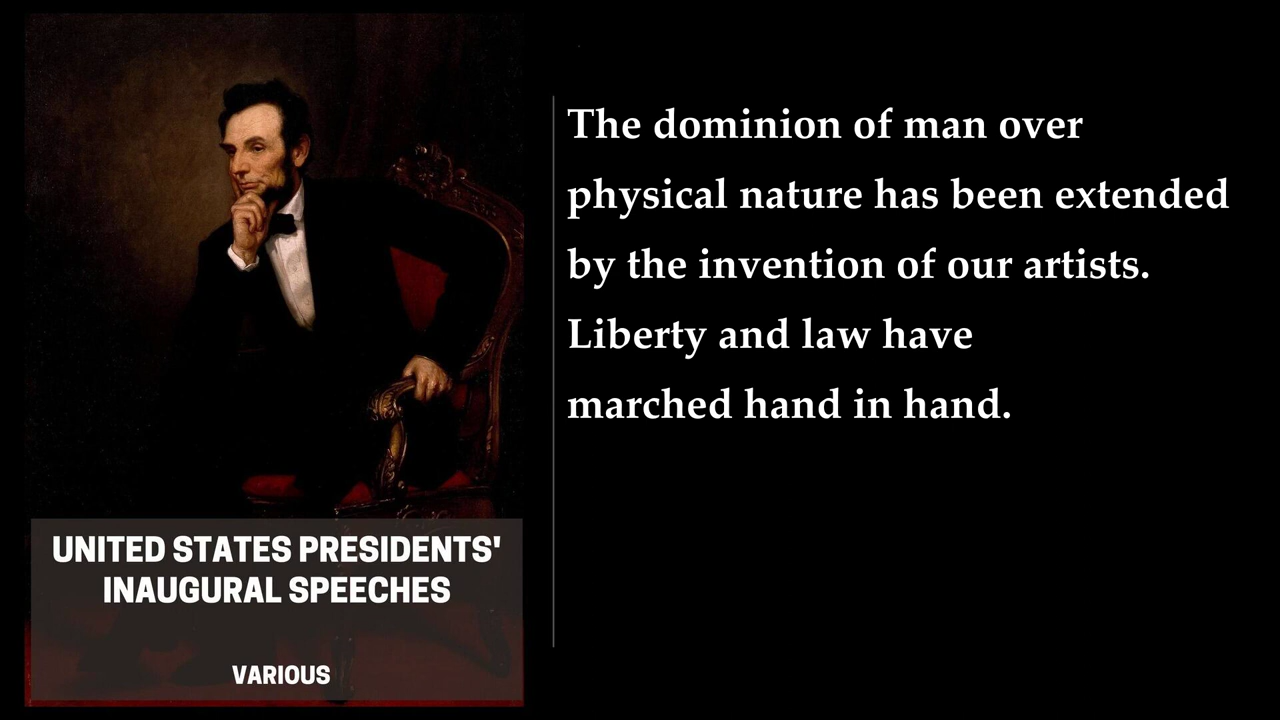 The dominion of man over
physical nature has been extended
by the invention of our artists.
Liberty and law have
marched hand in hand.
UNITED STATES PRESIDENTS'
INAUGURAL SPEECHES
VARIOUS